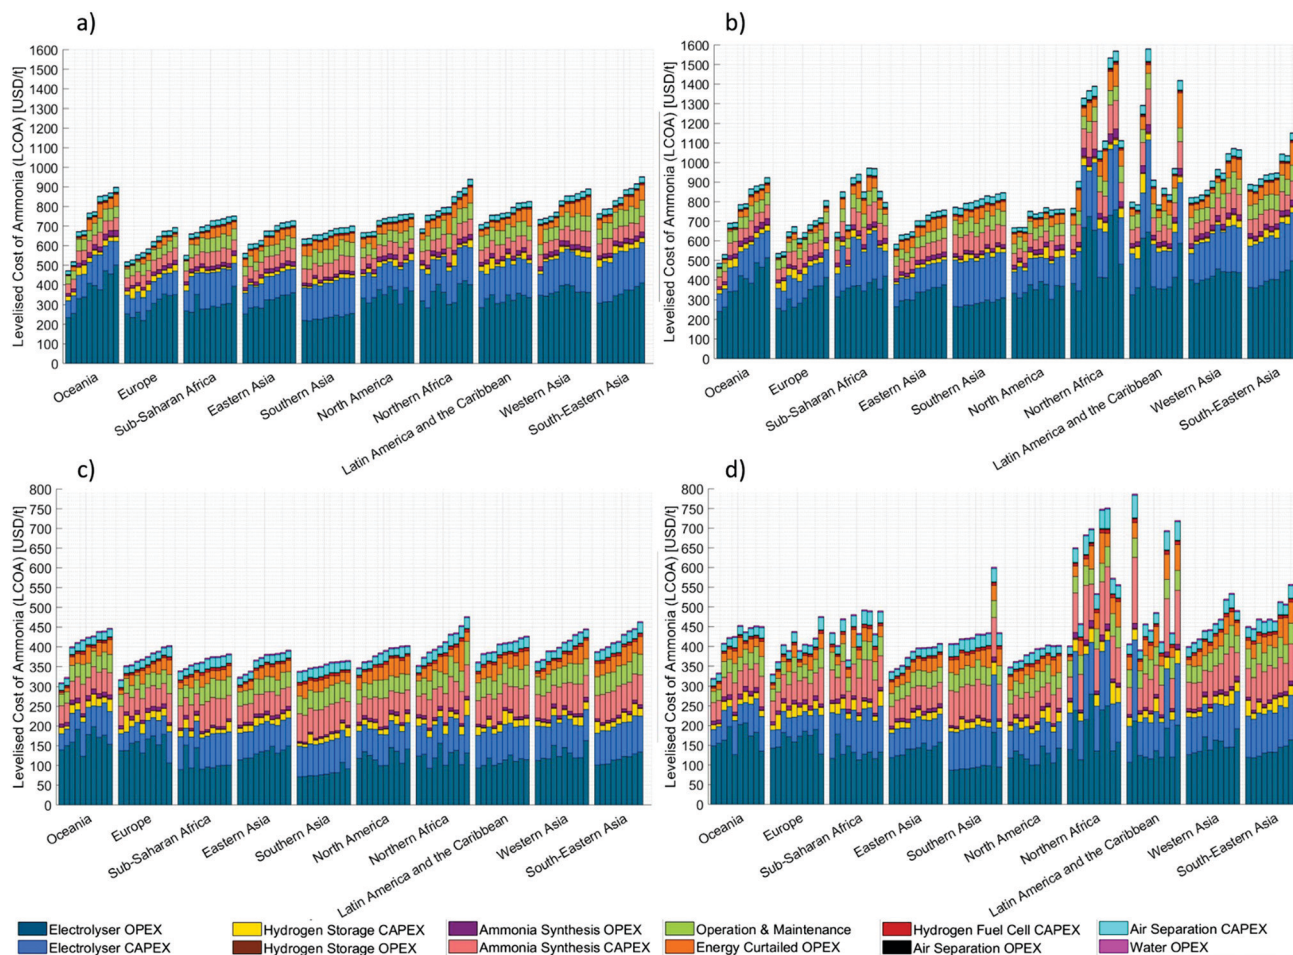 a)
Levelised Cost of Ammonia (LCOA) [USD/t]
1600
1500
1400
1300
1200
1100
1000
900
800
700
600
500
400
300
200
100
0
Oceania
Europe
Sub-Saharan Africa
Eastern Asia
Southern Asia
North America
Northern Africa
Latin America and the Caribbean
Western Asia
South-Eastern Asia
b)
Levelised Cost of Ammonia (LCOA) [USD/t]
1600
1500
1400
1300
1200
1100
1000
900
800
700
600
500
400
300
200
100
0
Oceania
Europe
Sub-Saharan Africa
Eastern Asia
Southern Asia
North America
Northern Africa
Latin America and the Caribbean
Western Asia
South-Eastern Asia
c)
Levelised Cost of Ammonia (LCOA) [USD/t]
800
750
700
650
600
550
500
450
400
350
300
250
200
150
100
50
0
Oceania
Europe
Sub-Saharan Africa
Eastern Asia
Southern Asia
North America
Northern Africa
Latin America and the Caribbean
Western Asia
South-Eastern Asia
d)
Levelised Cost of Ammonia (LCOA) [USD/t]
800
750
700
650
600
550
500
450
400
350
300
250
200
150
100
50
0
Oceania
Europe
Sub-Saharan Africa
Eastern Asia
Southern Asia
North America
Northern Africa
Latin America and the Caribbean
Western Asia
South-Eastern Asia
Electrolyser OPEX Hydrogen Storage CAPEX Ammonia Synthesis OPEX Operation & Maintenance Hydrogen Fuel Cell CAPEX Air Separation CAPEX
Electrolyser CAPEX Hydrogen Storage OPEX Ammonia Synthesis CAPEX Energy Curtailed OPEX Air Separation OPEX Water OPEX